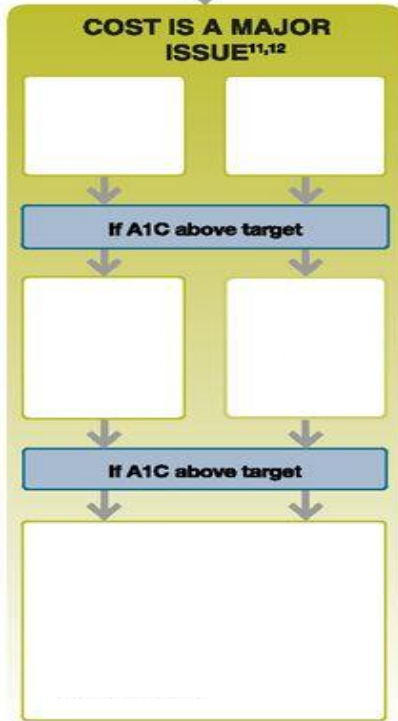 COST IS A MAJOR
ISSUE11,12
If A1C above target
If A1C above target